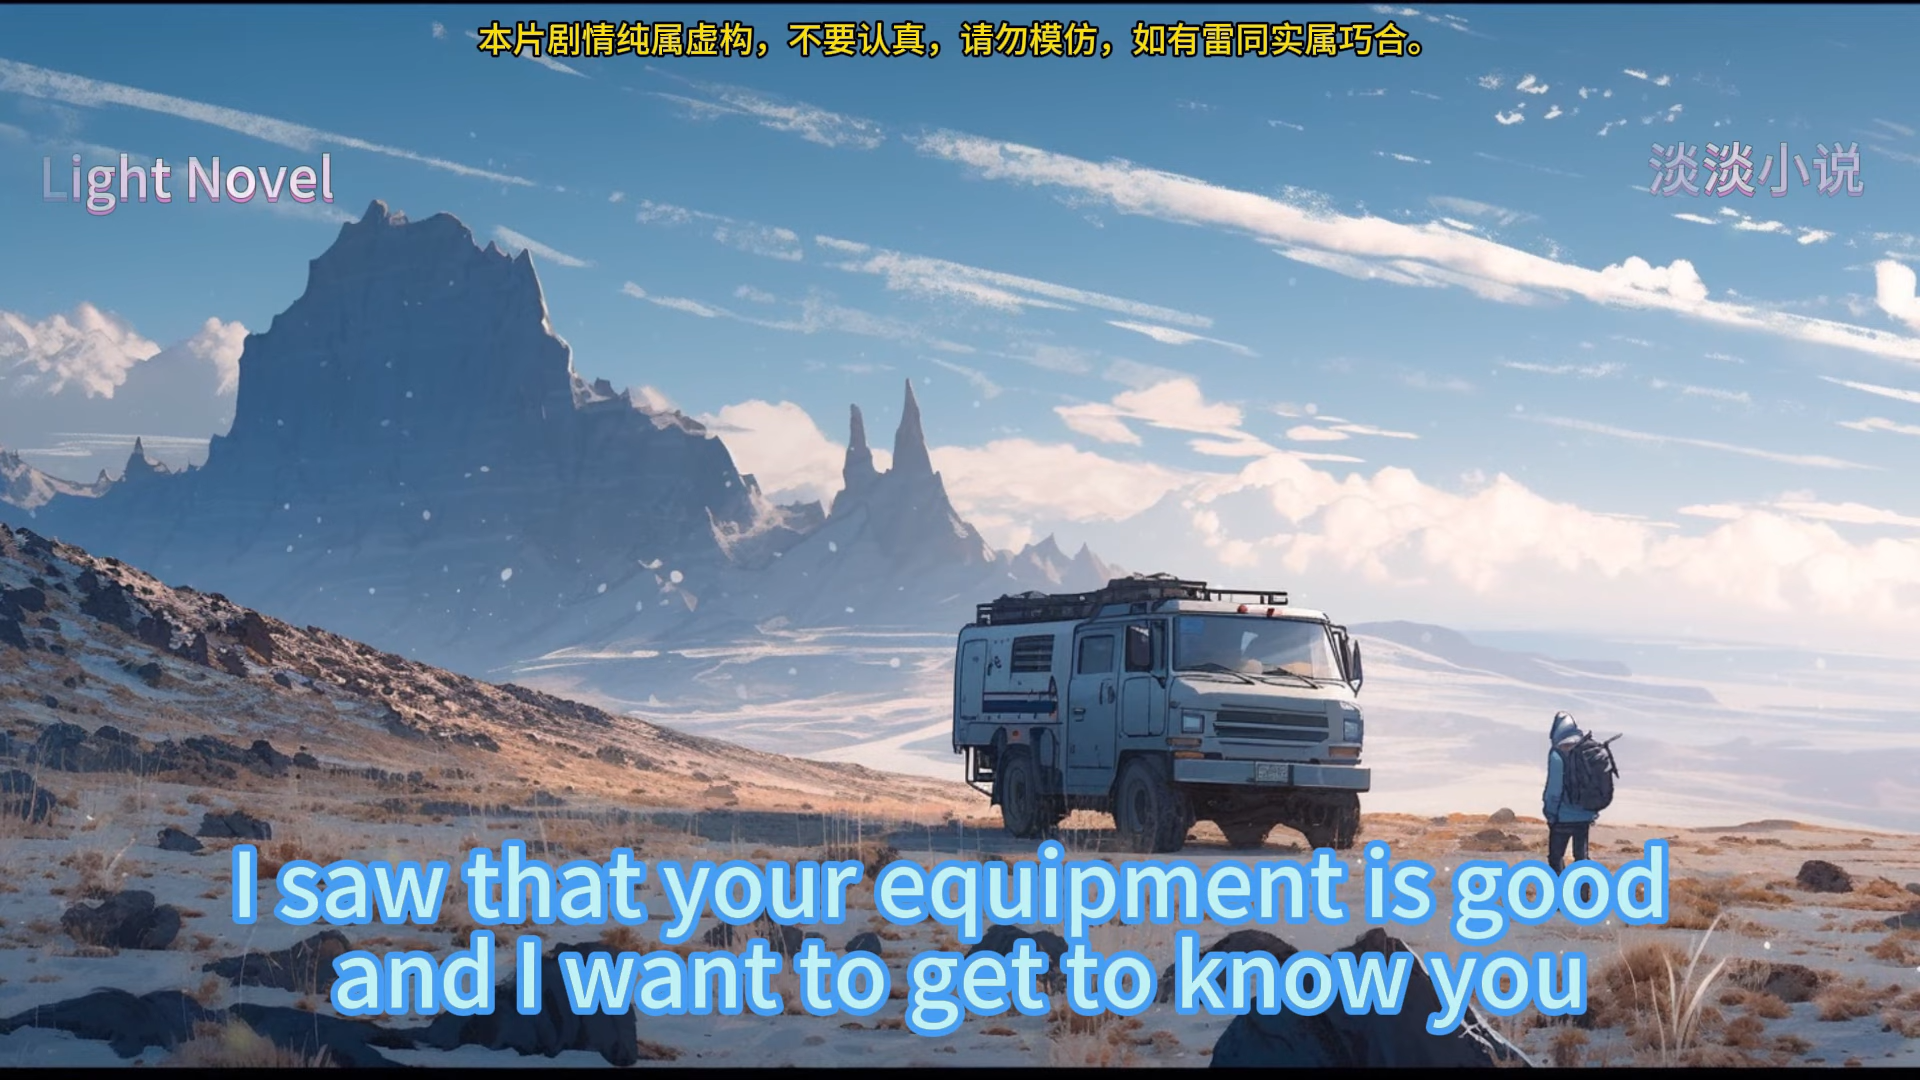 本片剧情纯属虚构，不要认真，请勿模仿，如有雷同实属巧合。
Light Novel
淡淡小说
I saw that your equipment is good
and I want to get to know you